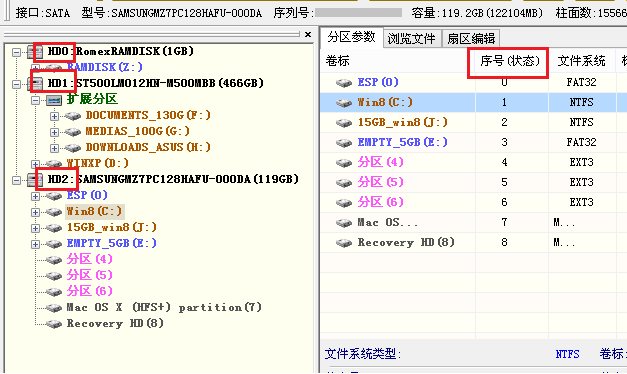 接口:SATA 型号:SAMSUNGMZ7PC128HAFU-000DA 序列号: 容量:119.2GB(122104MB) 柱面数:15566
HD0:RomexRAMDISK(1GB)
RAMDISK(Z:)
HD1:ST500LM012HN-M500MBB(466GB)
扩展分区
DOCUMENTS_130G(F:)
MEDIAS_100G(G:)
DOWNLOADS_ASUS(H:)
WINXP(D:)
HD2:SAMSUNGMZ7PC128HAFU-000DA(119GB)
ESP(0)
Win8(C:)
15GB_win8(J:)
EMPTY_5GB(E:)
分区(4)
分区(5)
分区(6)
Mac OS X (HFS+) partition(7)
Recovery HD(8)
分区参数 浏览文件 扇区编辑
卷标 序号(状态) 文件系统
ESP(0) 0 FAT32
Win8(C:) 1 NTFS
15GB_win8(J:) 2 NTFS
EMPTY_5GB(E:) 3 FAT32
分区(4) 4 EXT3
分区(5) 5 EXT3
分区(6) 6 EXT3
Mac OS... 7 M...
Recovery HD(8) 8 M...
文件系统类型: NTFS 卷标: